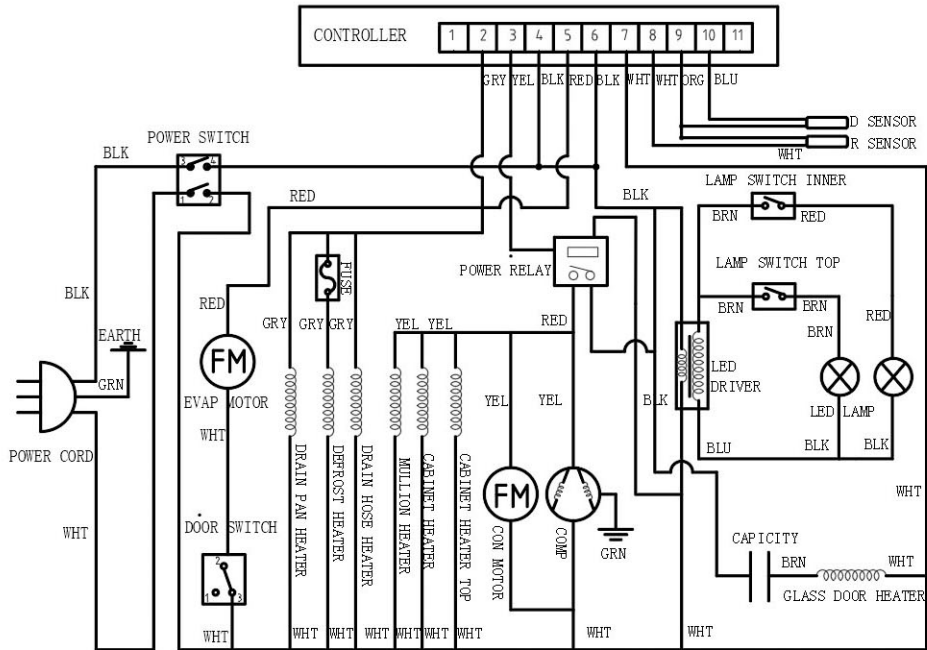 CONTROLLER 1 2 3 4 5 6 7 8 9 10 11
GRY YEL BLK RED BLK WHT WHT ORG BLU
D SENSOR
R SENSOR
WHT
POWER SWITCH
BLK
3 4
1 2
RED
BLK
LAMP SWITCH INNER
BRN RED
POWER RELAY
LAMP SWITCH TOP
BRN BRN
FUSE
BLK
RED
GRY GRY GRY YEL YEL RED
BRN RED
EARTH
GRN
FM
EVAP MOTOR
LED
DRIVER
LED LAMP
YEL YEL BLK
WHT
BLU BLK BLK
POWER CORD
DRAIN PAN HEATER
DEFROST HEATER
DRAIN HOSE HEATER
MULLION HEATER
CABINET HEATER
CABINET HEATER TOP
FM
CON MOTOR
COMP
GRN
WHT
WHT
DOOR SWITCH
2
1 3
CAPICITY
BRN WHT
GLASS DOOR HEATER
WHT WHT WHT WHT WHT WHT WHT WHT WHT